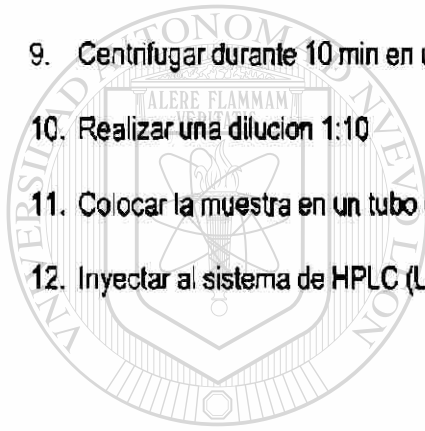 9. Centrifugar durante 10 min en
10. Realizar una dilucion 1:10
11. Colocar la muestra en un tubo
12. Inyectar al sistema de HPLC (
ALERE FLAMMAM
VERITATIS